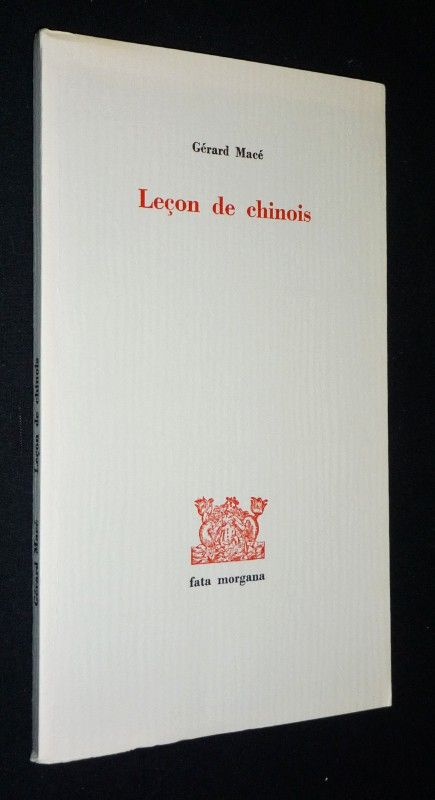 Gérard Macé
Leçon de chinois
fata morgana
Gérard Macé Leçon de chinois